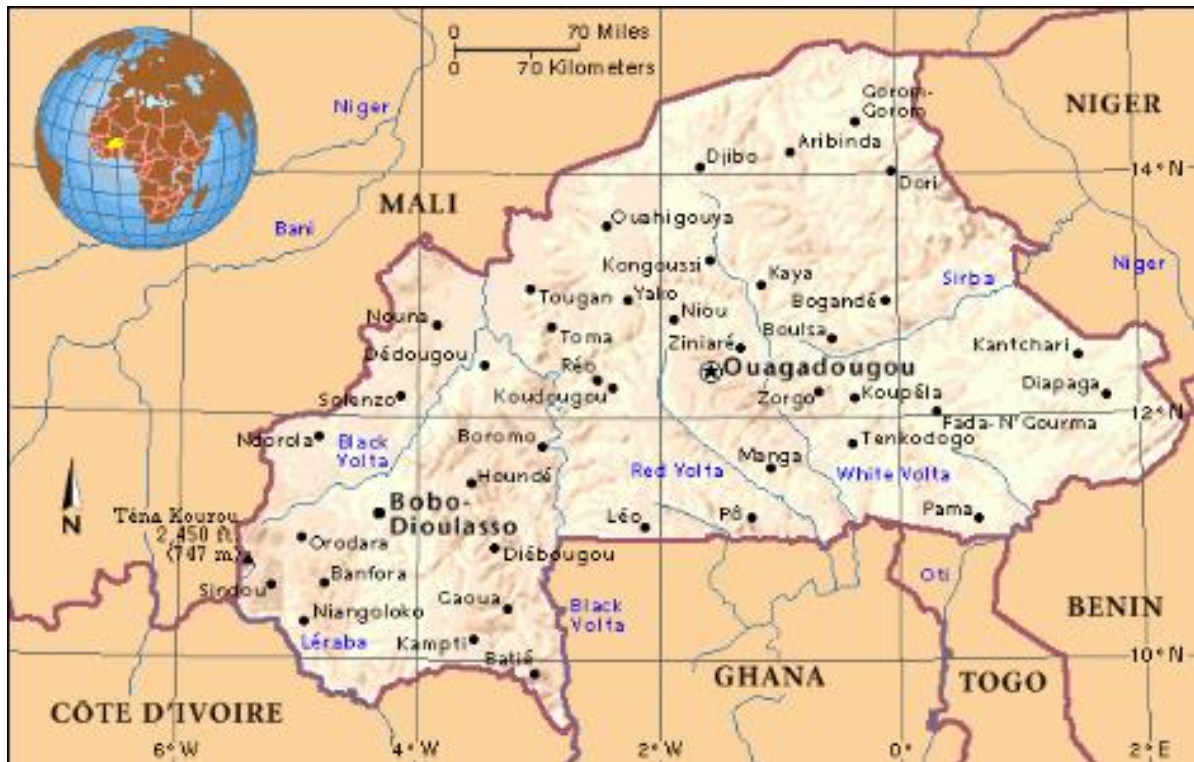 0 70 Miles
0 70 Kilometers
Niger
NIGER
Gorom-
Gorom
Aribinda
Djibo
14°N
Dori
MALI
Bani
Ouahigouya
Kongoussi
Kaya
Sirba
Niger
Tougan
Yako
Bogandé
Nouna
Niou
Toma
Boulsa
Ziniaré
Kantchari
Dédougou
Réo
Ouagadougou
Diapaga
Solenzo
Koudougou
Zorgo
Koupéla
12°N
Fada-N'Gourma
Ndorola
Black
Volta
Boromo
Tenkodogo
Manga
Red Volta
White Volta
Houndé
N
Bobo-
Dioulasso
Téna Kourou
2,450 ft.
(747 m)
Léo
Pô
Pama
Orodara
Diébougou
Sindou
Banfora
Oti
Gaoua
Black
Volta
BENIN
Niangoloko
Léraba
Kampti
Batié
10°N
GHANA
TOGO
CÔTE D'IVOIRE
6°W
4°W
2°W
0°
2°E